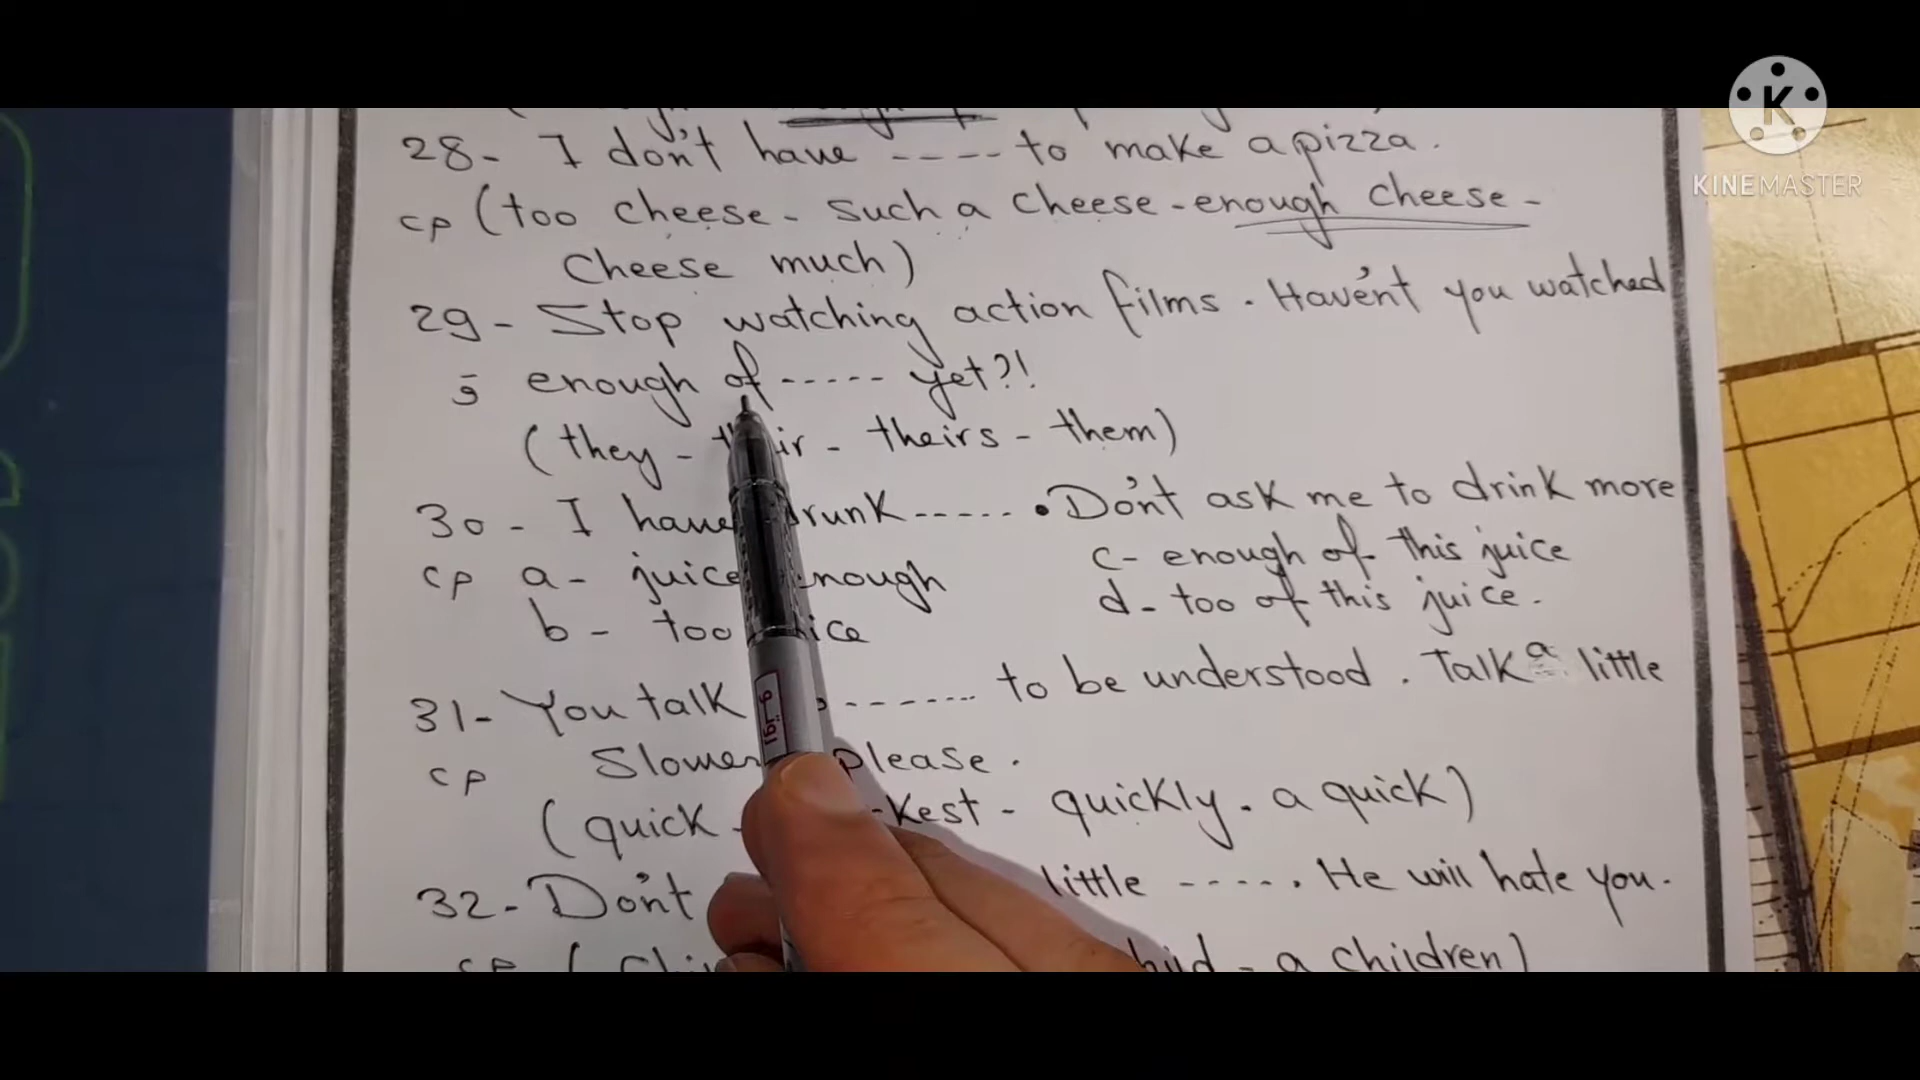 K
KINEMASTER
28- I don't have ---- to make a pizza.
cp (too cheese - such a cheese - enough cheese -
cheese much)
29- Stop watching action films. Haven't you watched
enough of ----- yet?!
(they - - theirs - them)
30- I have drunk ----- . Don't ask me to drink more
cp a- juice enough
b- too juice
c- enough of this juice
d- too of this juice.
31- You talk ------- to be understood. Talk a little
cp Slower please.
(quick - - quickly - a quick)
32- Don't little ----. He will hate you.
cp ( - a children)